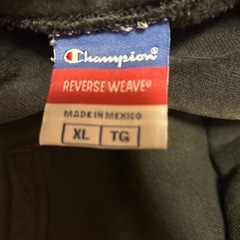 Champion
REVERSE WEAVE®
MADE IN MEXICO
XL TG